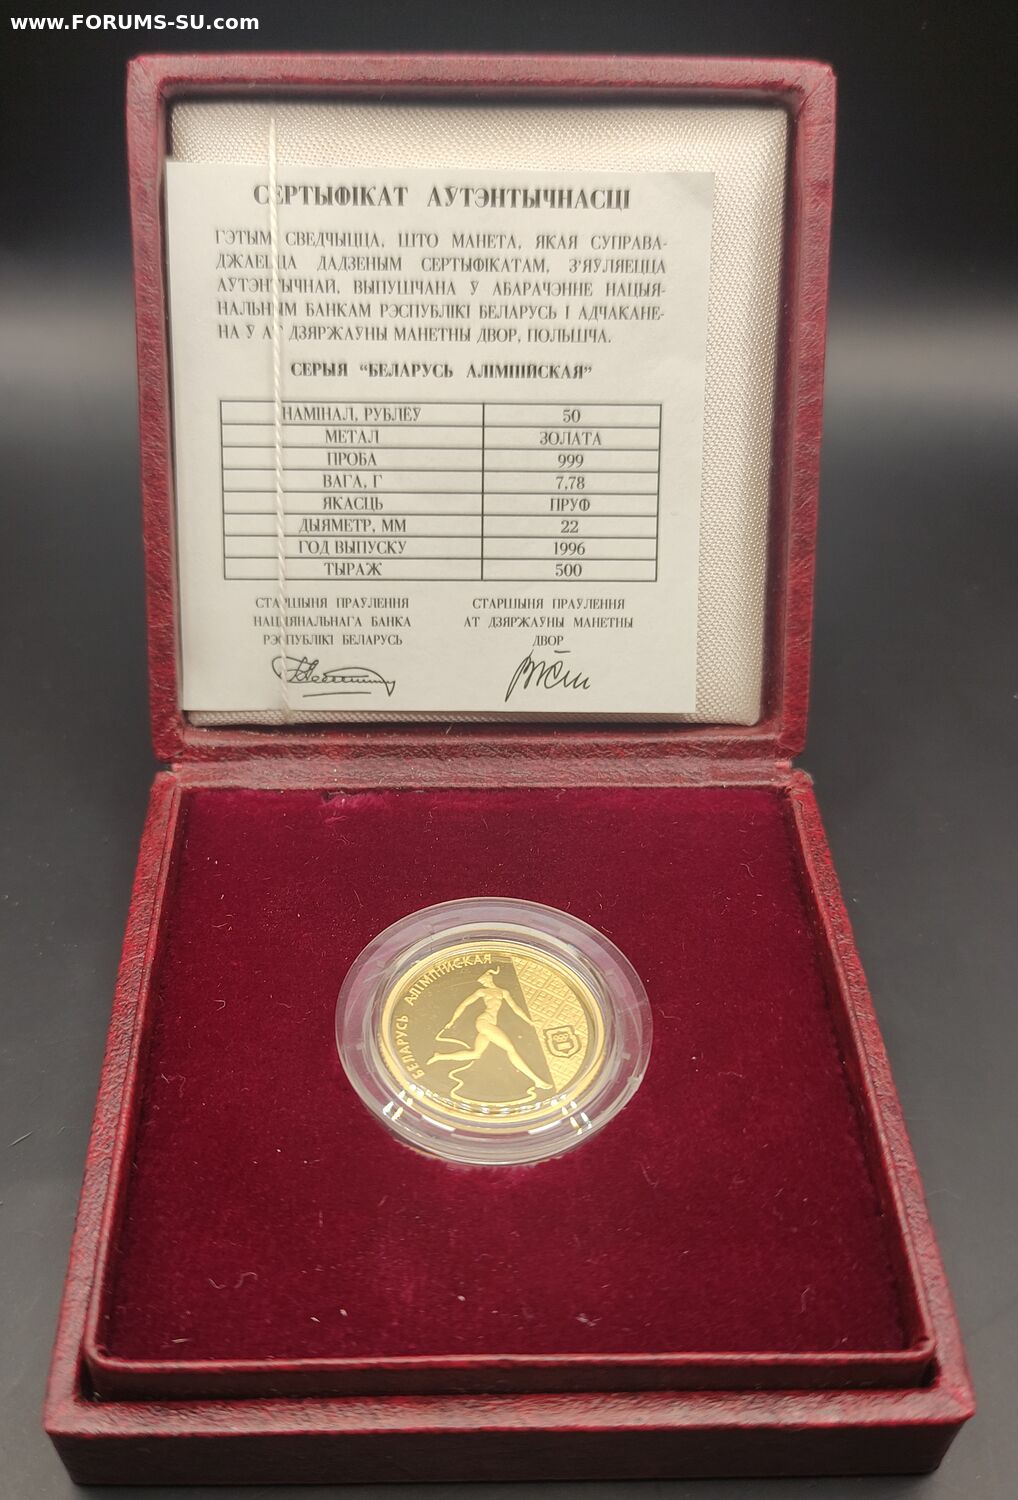 www.FORUMS-SU.com
СЕРТЫФІКАТ АЎТЭНТЫЧНАСЦІ
ГЭТЫМ СВЕДЧЫЦЦА, ШТО МАНЕТА, ЯКАЯ СУПРАВА-
ДЖАЕЦЦА ДАДЗЕНЫМ СЕРТЫФІКАТАМ, З'ЯЎЛЯЕЦЦА
АЎТЭНТЫЧНАЙ, ВЫПУШЧАНА Ў АБАРАЧЭННЕ НАЦЫЯ-
НАЛЬНЫМ БАНКАМ РЭСПУБЛІКІ БЕЛАРУСЬ І АДЧАКАНЕ-
НА Ў АТ ДЗЯРЖАЎНЫ МАНЕТНЫ ДВОР, ПОЛЬШЧА.
СЕРЫЯ “БЕЛАРУСЬ АЛІМПІЙСКАЯ”
НАМІНАЛ, РУБЛЁЎ 50
МЕТАЛ ЗОЛАТА
ПРОБА 999
ВАГА, Г 7,78
ЯКАСЦЬ ПРУФ
ДЫЯМЕТР, ММ 22
ГОД ВЫПУСКУ 1996
ТЫРАЖ 500
СТАРШЫНЯ ПРАЎЛЕННЯ
НАЦЫЯНАЛЬНАГА БАНКА
РЭСПУБЛІКІ БЕЛАРУСЬ
СТАРШЫНЯ ПРАЎЛЕННЯ
АТ ДЗЯРЖАЎНЫ МАНЕТНЫ
ДВОР
БЕЛАРУСЬ АЛІМПІЙСКАЯ